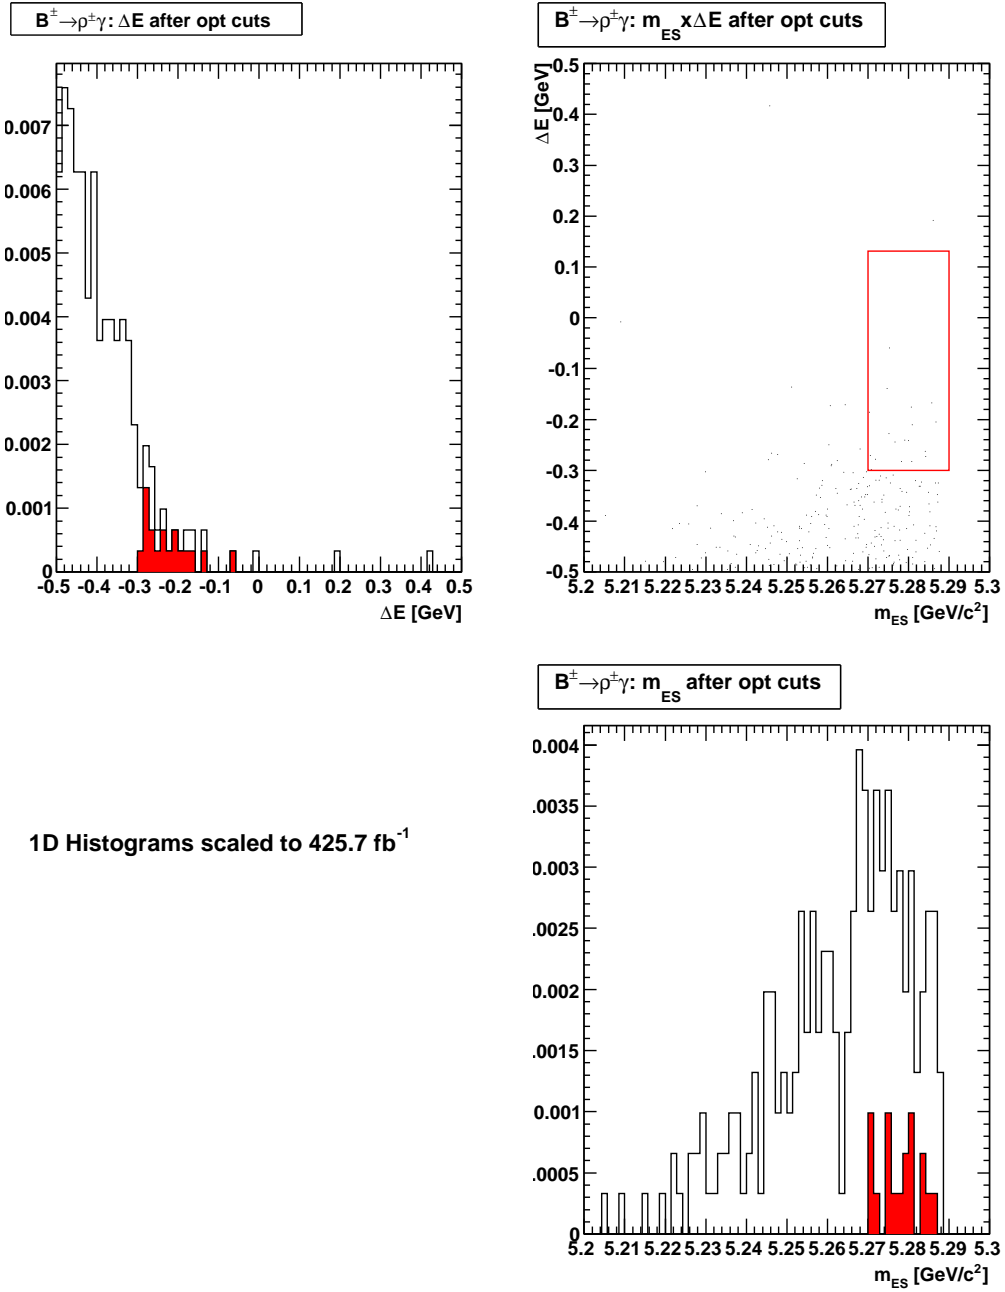 B±→ρ±γ: ΔE after opt cuts
0.007
0.006
0.005
0.004
0.003
0.002
0.001
0
-0.5 -0.4 -0.3 -0.2 -0.1 0 0.1 0.2 0.3 0.4 0.5
ΔE [GeV]
B±→ρ±γ: m_ES xΔE after opt cuts
ΔE [GeV]
0.5
0.4
0.3
0.2
0.1
0
-0.1
-0.2
-0.3
-0.4
-0.5
5.2 5.21 5.22 5.23 5.24 5.25 5.26 5.27 5.28 5.29 5.3
m_ES [GeV/c²]
1D Histograms scaled to 425.7 fb⁻¹
B±→ρ±γ: m_ES after opt cuts
0.004
.0035
0.003
.0025
0.002
.0015
0.001
.0005
0
5.2 5.21 5.22 5.23 5.24 5.25 5.26 5.27 5.28 5.29 5.3
m_ES [GeV/c²]